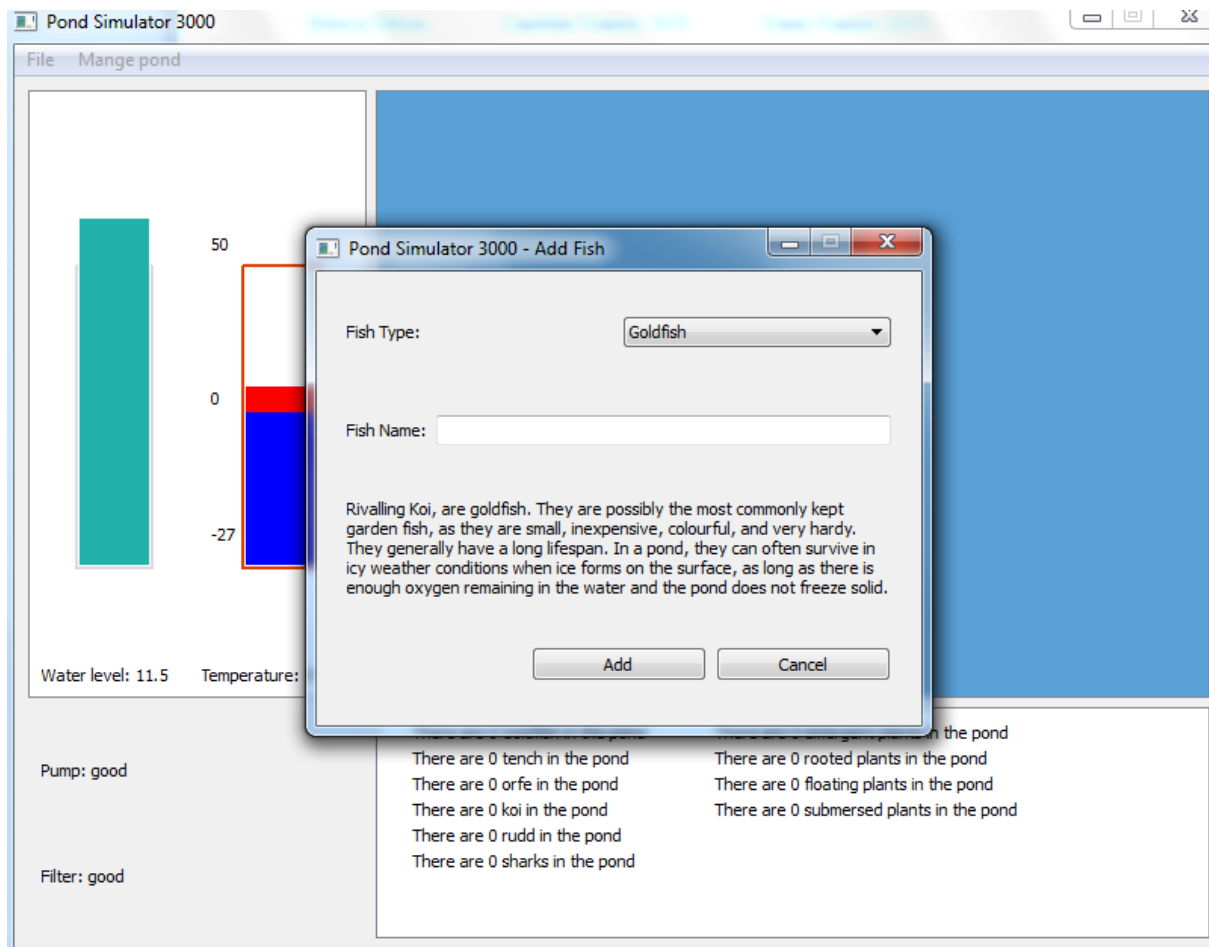 Pond Simulator 3000
File Mange pond
50
0
-27
Water level: 11.5 Temperature:
Pump: good
Filter: good
Pond Simulator 3000 - Add Fish
Fish Type: Goldfish
Fish Name:
Rivalling Koi, are goldfish. They are possibly the most commonly kept
garden fish, as they are small, inexpensive, colourful, and very hardy.
They generally have a long lifespan. In a pond, they can often survive in
icy weather conditions when ice forms on the surface, as long as there is
enough oxygen remaining in the water and the pond does not freeze solid.
Add Cancel
in the pond
There are 0 tench in the pond There are 0 rooted plants in the pond
There are 0 orfe in the pond There are 0 floating plants in the pond
There are 0 koi in the pond There are 0 submersed plants in the pond
There are 0 rudd in the pond
There are 0 sharks in the pond